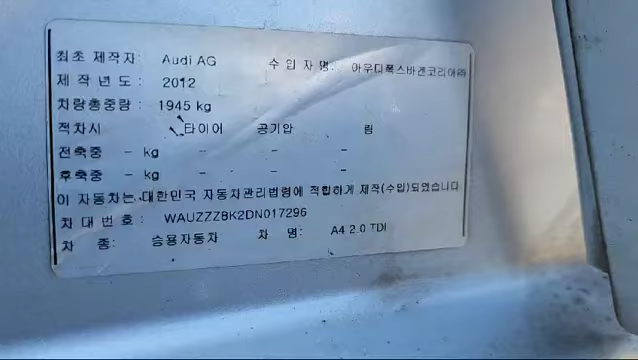 최초 제작자: Audi AG 수 입 자 명: 아우디폭스바겐코리아㈜
제 작 년 도 : 2012
차량총중량 : 1945 kg
적차시 타이어 공기압 림
전축중 - kg - - -
후축중 - kg - - -
이 자동차는 대한민국 자동차관리법령에 적합하게 제작(수입)되었습니다
차 대 번 호 : WAUZZZ8K2DN017296
차 종: 승용자동차 차 명: A4 2.0 TDI